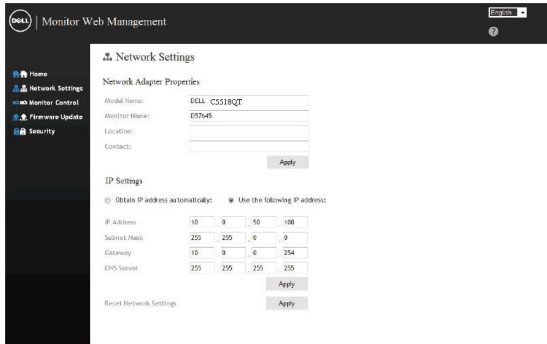 DELL | Monitor Web Management
English
?
Network Settings
Home
Network Settings
Monitor Control
Firmware Update
Security
Network Adapter Properties
Model Name: DELL C5518QT
Monitor Name: D57645
Location:
Contact:
Apply
IP Settings
Obtain IP address automatically: Use the following IP address:
IP Address 10 . 0 . 50 . 100
Subnet Mask 255 . 255 . 0 . 0
Gateway 10 . 0 . 0 . 254
DNS Server 255 . 255 . 255 . 255
Apply
Reset Network Settings Apply